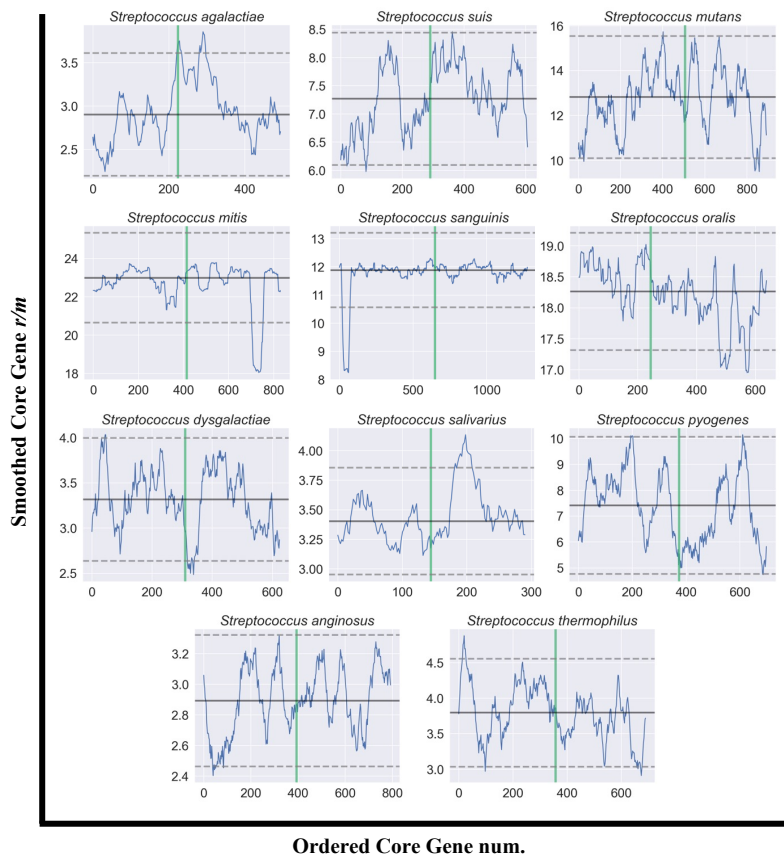 Streptococcus agalactiae Streptococcus suis Streptococcus mutans
3.5 3.0 2.5
0 200 400
8.5 8.0 7.5 7.0 6.5 6.0
0 200 400 600
16 14 12 10
0 200 400 600 800
Streptococcus mitis Streptococcus sanguinis Streptococcus oralis
24 22 20 18
0 200 400 600 800
13 12 11 10 9 8
0 500 1000
19.0 18.5 18.0 17.5 17.0
0 200 400 600
Streptococcus dysgalactiae Streptococcus salivarius Streptococcus pyogenes
4.0 3.5 3.0 2.5
0 200 400 600
4.00 3.75 3.50 3.25 3.00
0 100 200 300
10 9 8 7 6 5
0 200 400 600
Streptococcus anginosus Streptococcus thermophilus
3.2 3.0 2.8 2.6 2.4
0 200 400 600 800
4.5 4.0 3.5 3.0
0 200 400 600
Smoothed Core Gene r/m
Ordered Core Gene num.